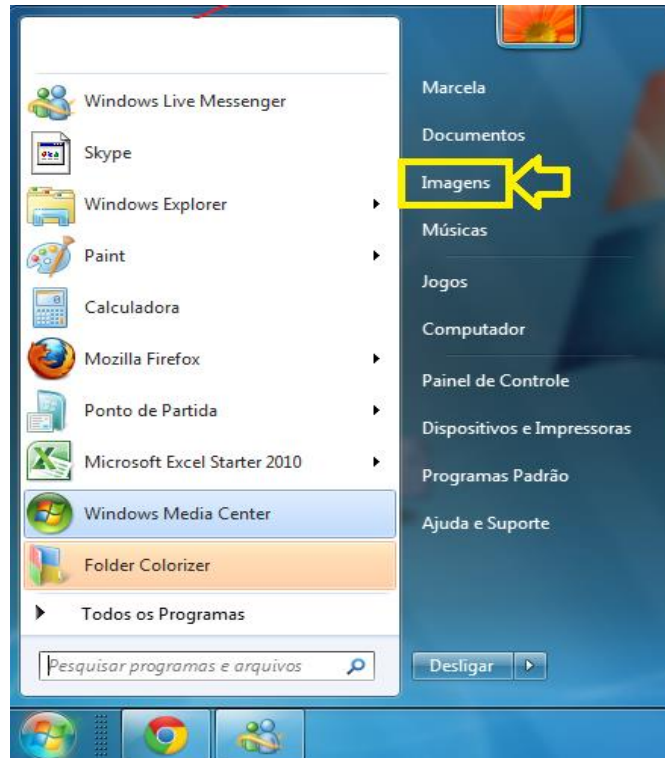 Windows Live Messenger
Skype
Windows Explorer
Paint
Calculadora
Mozilla Firefox
Ponto de Partida
Microsoft Excel Starter 2010
Windows Media Center
Folder Colorizer
Todos os Programas
Pesquisar programas e arquivos
Marcela
Documentos
Imagens
Músicas
Jogos
Computador
Painel de Controle
Dispositivos e Impressoras
Programas Padrão
Ajuda e Suporte
Desligar